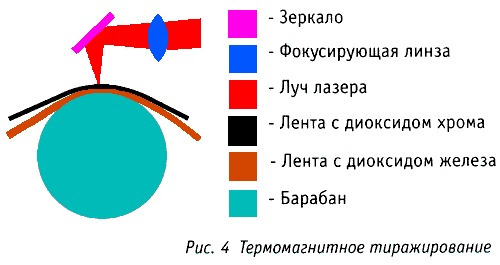 - Зеркало
- Фокусирующая линза
- Луч лазера
- Лента с диоксидом хрома
- Лента с диоксидом железа
- Барабан
Рис. 4 Термомагнитное тиражирование